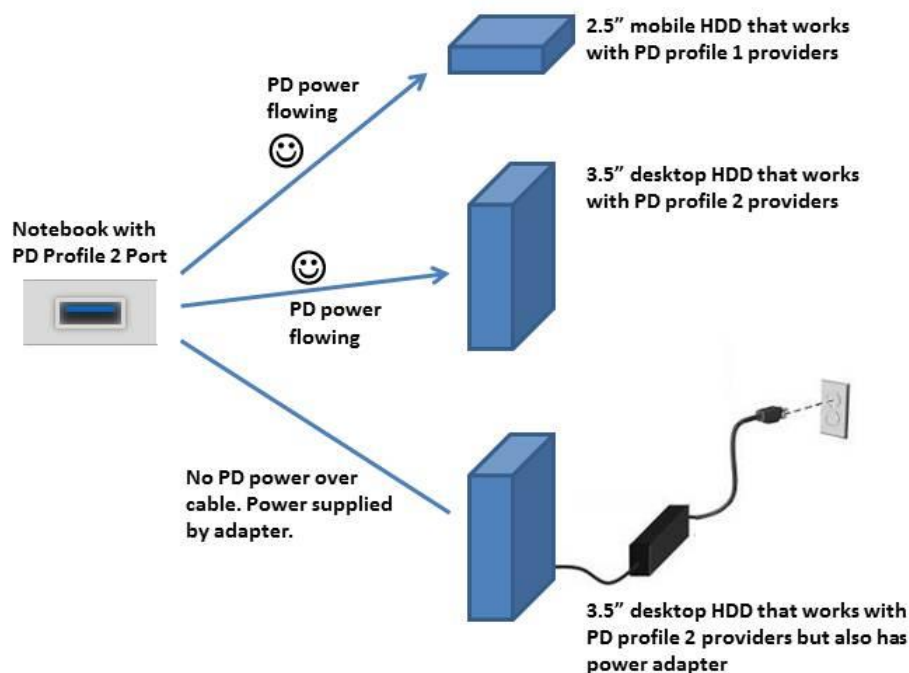 2.5” mobile HDD that works
with PD profile 1 providers
PD power
flowing
3.5” desktop HDD that works
with PD profile 2 providers
Notebook with
PD Profile 2 Port
PD power
flowing
No PD power over
cable. Power supplied
by adapter.
3.5” desktop HDD that works with
PD profile 2 providers but also has
power adapter